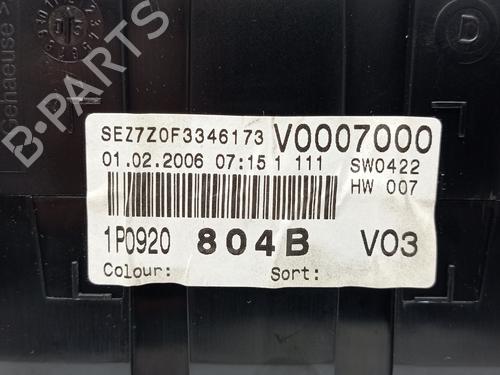 B-PARTS
SEZ7Z0F3346173 V0007000
01.02.2006 07:15 1 111 SW0422
HW 007
1P0920 804B V03
Colour: Sort: